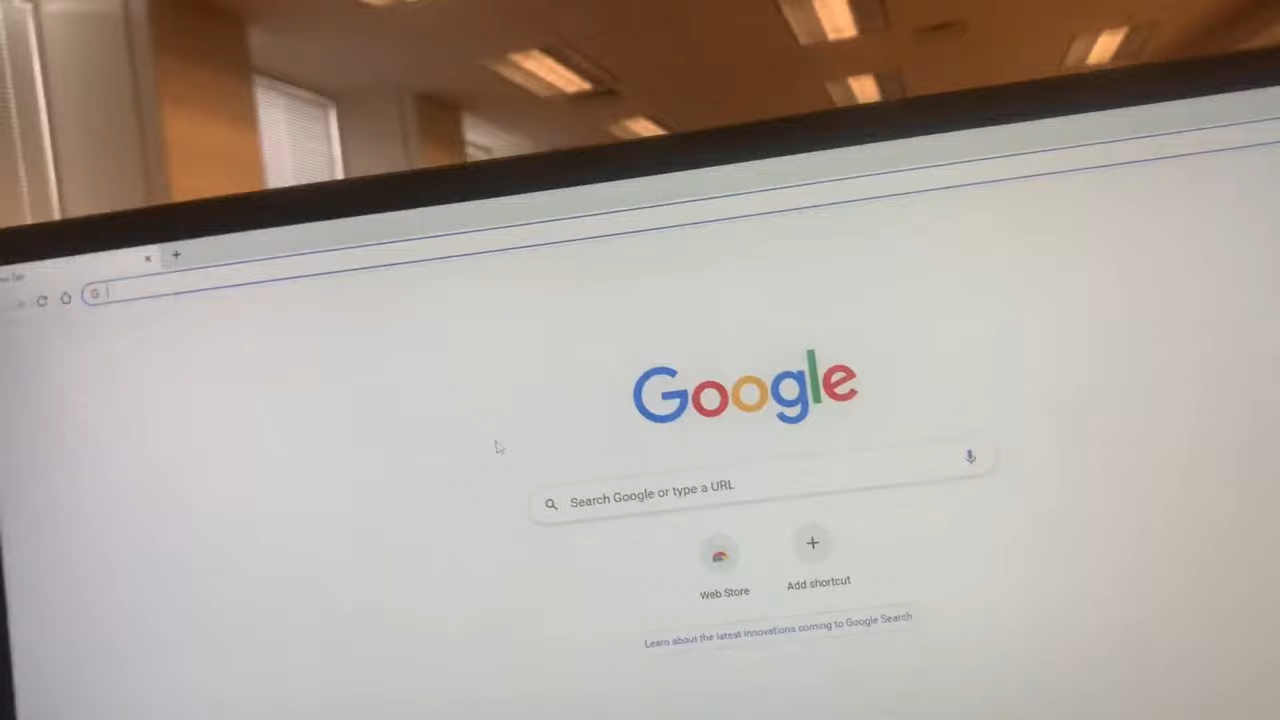 Google
Search Google or type a URL
Web Store
Add shortcut
Learn about the latest innovations coming to Google Search